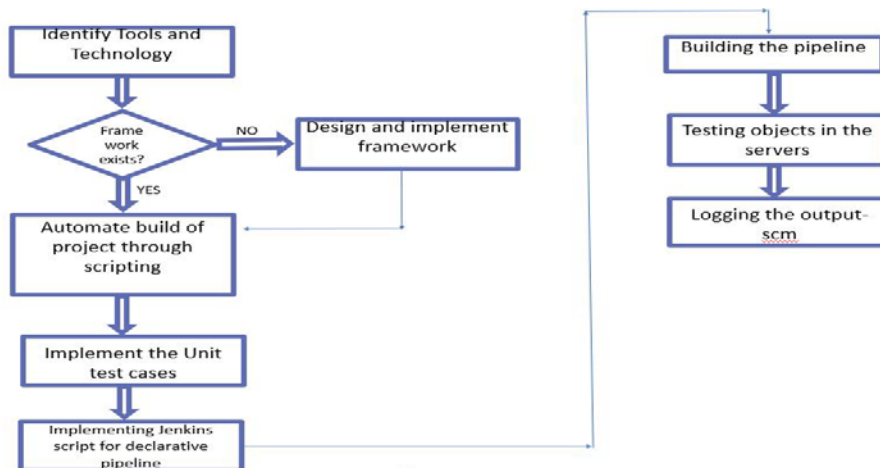 Identify Tools and
Technology
Frame
work
exists?
NO
Design and implement
framework
YES
Automate build of
project through
scripting
Implement the Unit
test cases
Implementing Jenkins
script for declarative
pipeline
Building the pipeline
Testing objects in the
servers
Logging the output-
scm